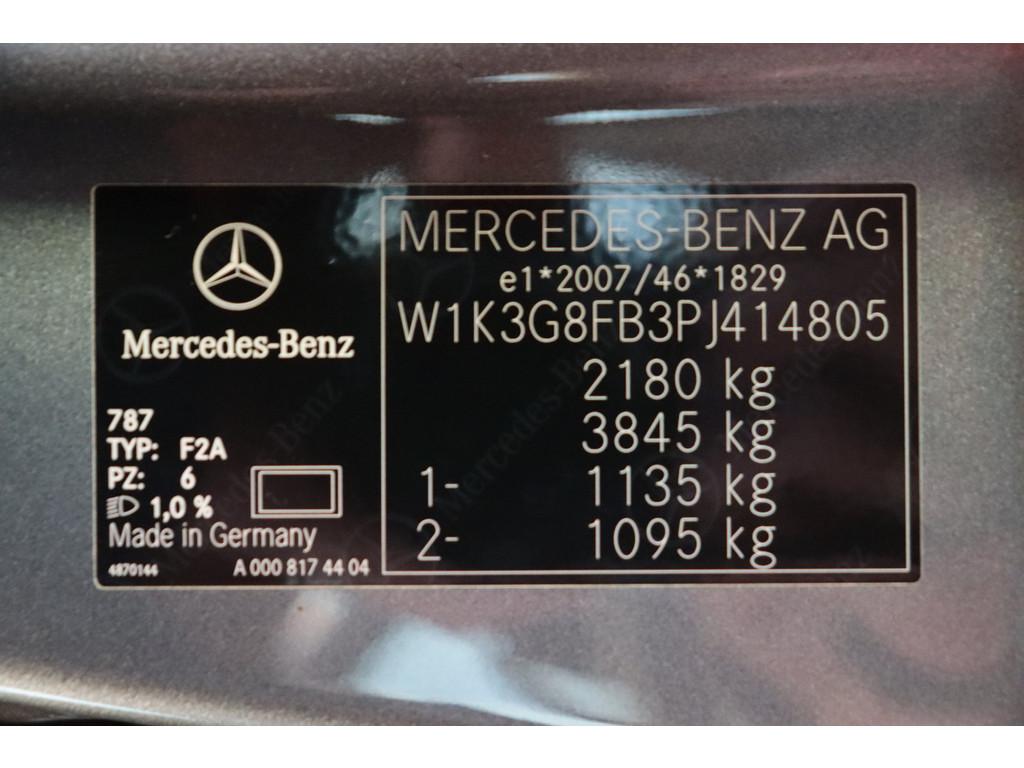 Mercedes-Benz
787
TYP: F2A
PZ: 6
1,0 %
Made in Germany
4870144
A 000 817 44 04
MERCEDES-BENZ AG
e1*2007/46*1829
W1K3G8FB3PJ414805
2180 kg
3845 kg
1- 1135 kg
2- 1095 kg